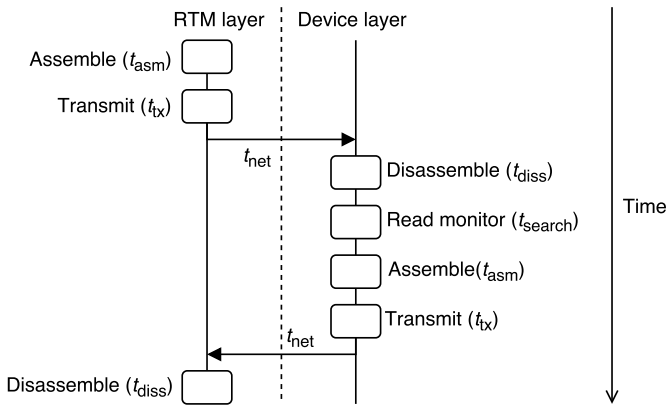 RTM layer
Device layer
Assemble (tasm)
Transmit (ttx)
tnet
Disassemble (tdiss)
Read monitor (tsearch)
Time
Assemble(tasm)
Transmit (ttx)
tnet
Disassemble (tdiss)